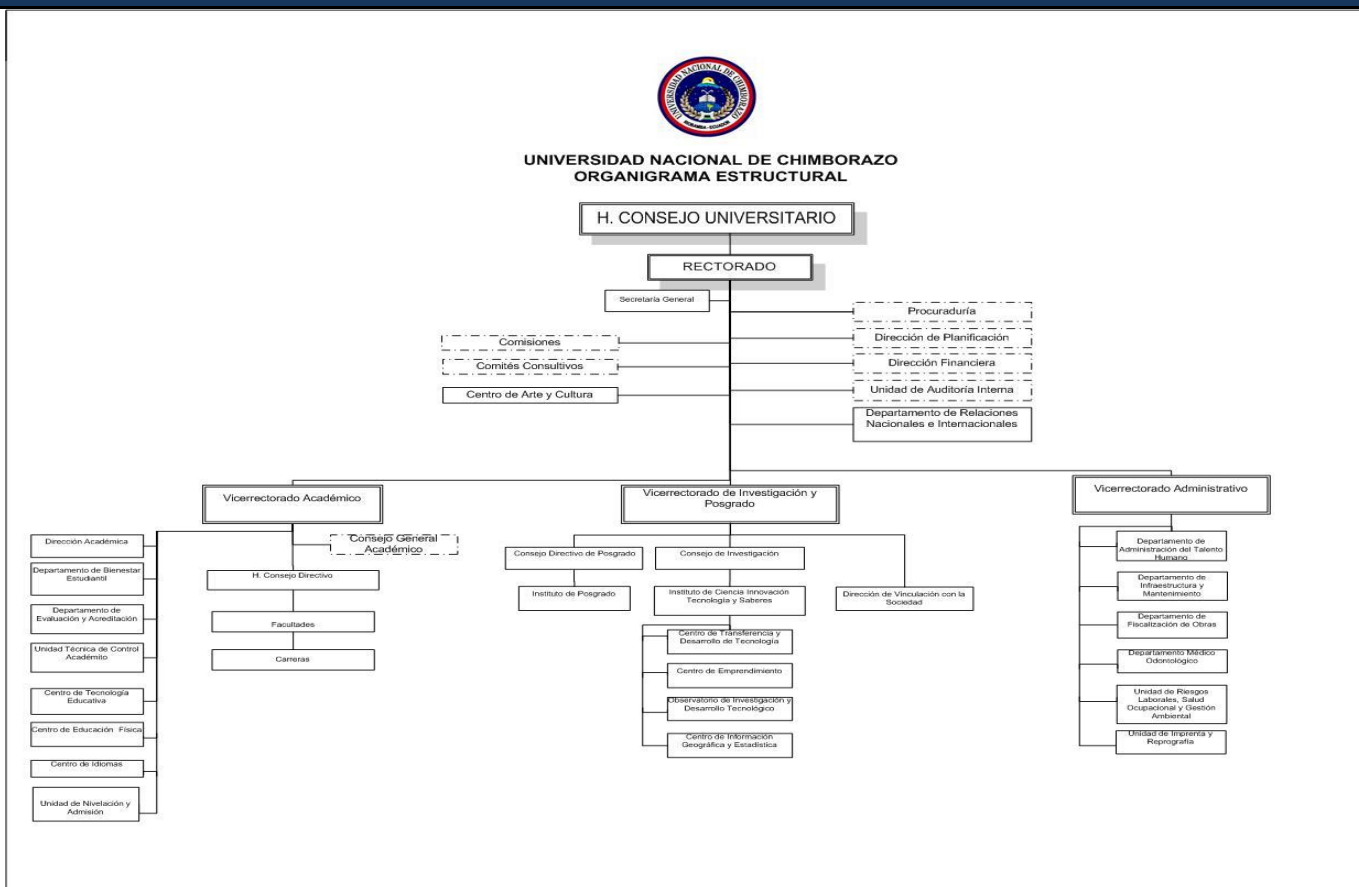 UNIVERSIDAD NACIONAL DE CHIMBORAZO
RIOBAMBA - ECUADOR
UNIVERSIDAD NACIONAL DE CHIMBORAZO
ORGANIGRAMA ESTRUCTURAL
H. CONSEJO UNIVERSITARIO
RECTORADO
Secretaría General
Procuraduría
Comisiones
Dirección de Planificación
Comités Consultivos
Dirección Financiera
Centro de Arte y Cultura
Unidad de Auditoría Interna
Departamento de Relaciones
Nacionales e Internacionales
Vicerrectorado Académico
Consejo General
Académico
Dirección Académica
Departamento de Bienestar
Estudiantil
Departamento de
Evaluación y Acreditación
Unidad Técnica de Control
Académito
Centro de Tecnología
Educativa
Centro de Educación Física
Centro de Idiomas
Unidad de Nivelación y
Admisión
H. Consejo Directivo
Facultades
Carreras
Vicerrectorado de Investigación y
Posgrado
Consejo Directivo de Posgrado
Instituto de Posgrado
Consejo de Investigación
Instituto de Ciencia Innovación
Tecnología y Saberes
Centro de Transferencia y
Desarrollo de Tecnología
Centro de Emprendimiento
Observatorio de Investigación y
Desarrollo Tecnológico
Centro de Información
Geográfica y Estadística
Dirección de Vinculación con la
Sociedad
Vicerrectorado Administrativo
Departamento de
Administración del Talento
Humano
Departamento de
Infraestructura y
Mantenimiento
Departamento de
Fiscalización de Obras
Departamento Médico
Odontológico
Unidad de Riesgos
Laborales, Salud
Ocupacional y Gestión
Ambiental
Unidad de Imprenta y
Reprografía